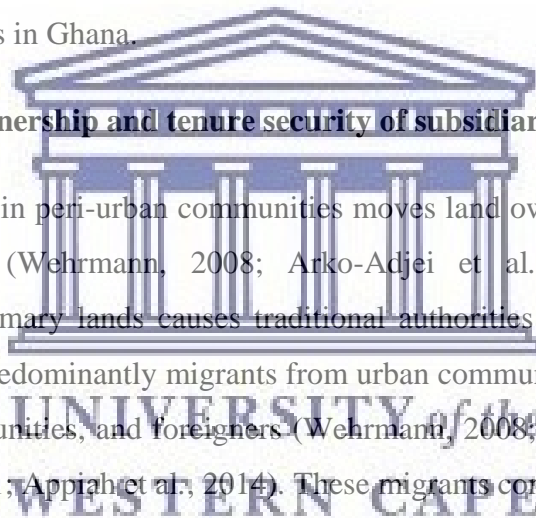 s in Ghana.
nership and tenure security of subsidiar
in peri-urban communities moves land ow
(Wehrmann, 2008; Arko-Adjei et al.
mary lands causes traditional authorities
edominantly migrants from urban commun
UNIVERSITY of the
unities, and foreigners (Wehrmann, 2008;
WESTERN CAPE
; Appiah et al., 2014). These migrants con